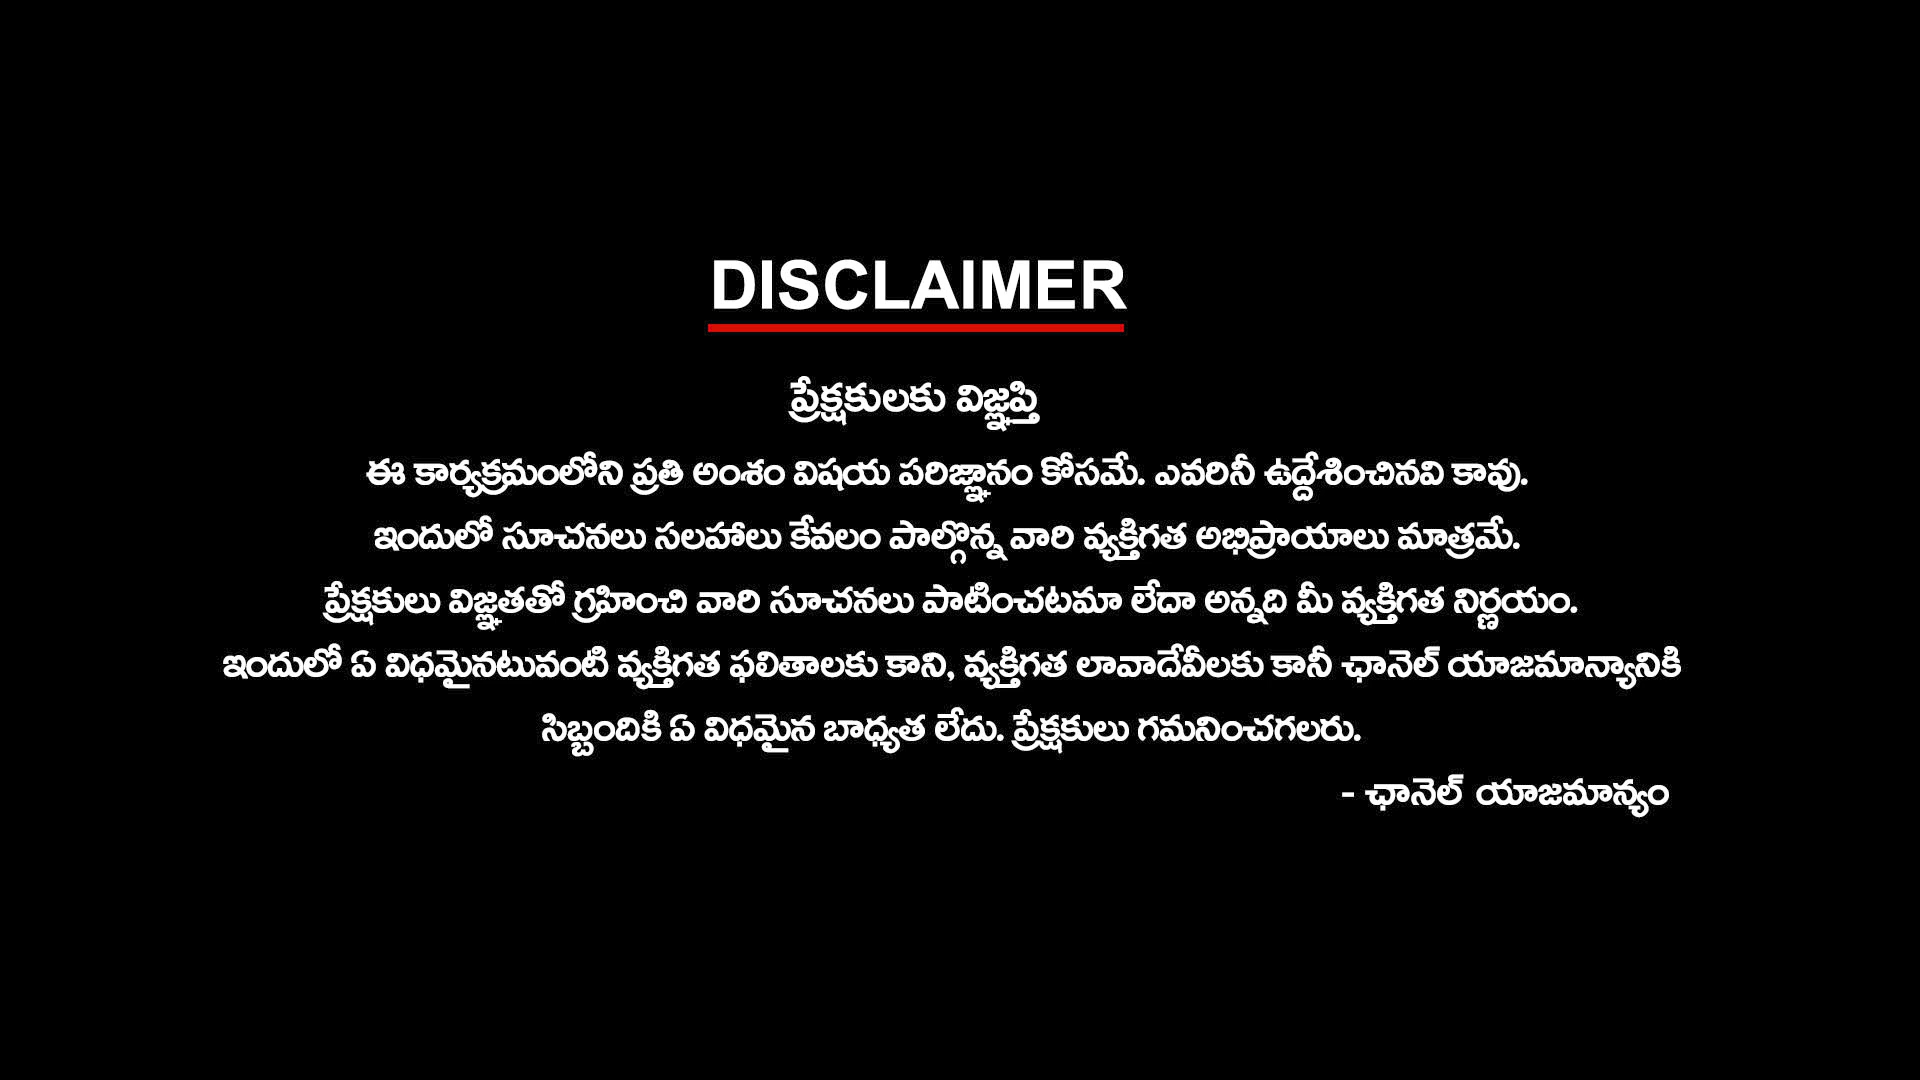 DISCLAIMER
ప్రేక్షకులకు విజ్ఞప్తి
ఈ కార్యక్రమంలోని ప్రతి అంశం విషయ పరిజ్ఞానం కోసమే. ఎవరినీ ఉద్దేశించినవి కావు.
ఇందులో సూచనలు సలహాలు కేవలం పాల్గొన్న వారి వ్యక్తిగత అభిప్రాయాలు మాత్రమే.
ప్రేక్షకులు విజ్ఞతతో గ్రహించి వారి సూచనలు పాటించటమా లేదా అన్నది మీ వ్యక్తిగత నిర్ణయం.
ఇందులో ఏ విధమైనటువంటి వ్యక్తిగత ఫలితాలకు కాని, వ్యక్తిగత లావాదేవీలకు కానీ ఛానెల్ యాజమాన్యానికి
సిబ్బందికి ఏ విధమైన బాధ్యత లేదు. ప్రేక్షకులు గమనించగలరు.
- ఛానెల్ యాజమాన్యం